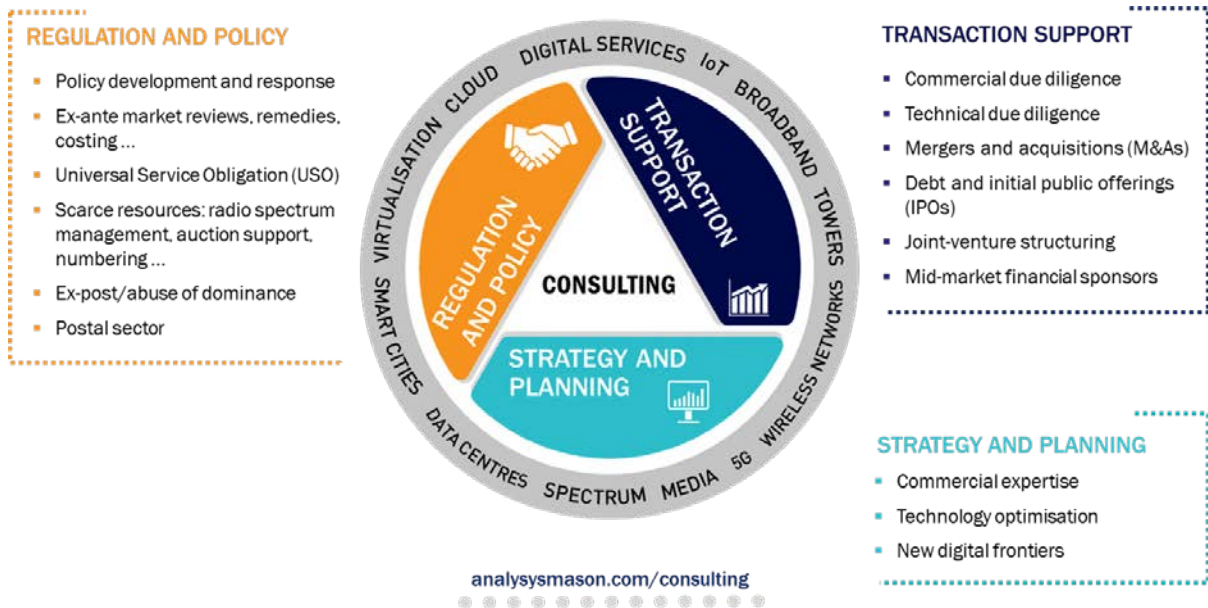 REGULATION AND POLICY
Policy development and response
Ex-ante market reviews, remedies,
costing ...
Universal Service Obligation (USO)
Scarce resources: radio spectrum
management, auction support,
numbering ...
Ex-post/abuse of dominance
Postal sector
VIRTUALISATION CLOUD DIGITAL SERVICES IoT BROADBAND TOWERS
WIRELESS NETWORKS 5G MEDIA SPECTRUM DATA CENTRES SMART CITIES
REGULATION
AND POLICY
TRANSACTION
SUPPORT
CONSULTING
STRATEGY AND
PLANNING
TRANSACTION SUPPORT
Commercial due diligence
Technical due diligence
Mergers and acquisitions (M&As)
Debt and initial public offerings
(IPOs)
Joint-venture structuring
Mid-market financial sponsors
STRATEGY AND PLANNING
Commercial expertise
Technology optimisation
New digital frontiers
analysysmason.com/consulting